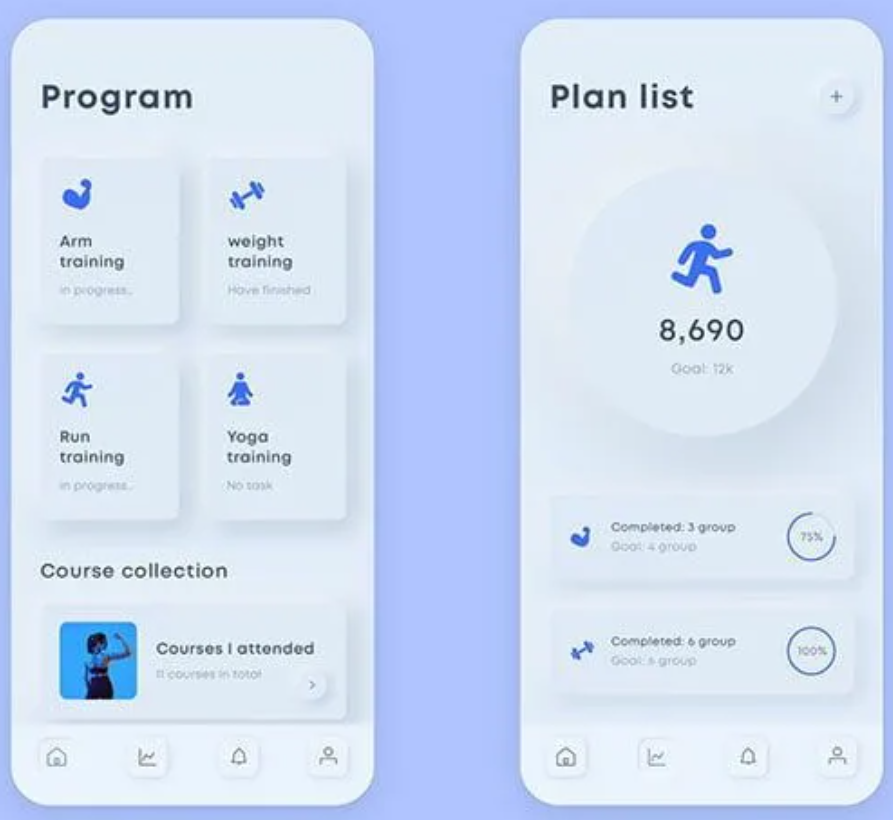 Program
Arm
training
in progress..
weight
training
Have finished
Run
training
in progress..
Yoga
training
No task
Course collection
Courses I attended
11 courses in total
Plan list
+
8,690
Goal: 12k
Completed: 3 group
Goal: 4 group
75%
Completed: 6 group
Goal: 6 group
100%